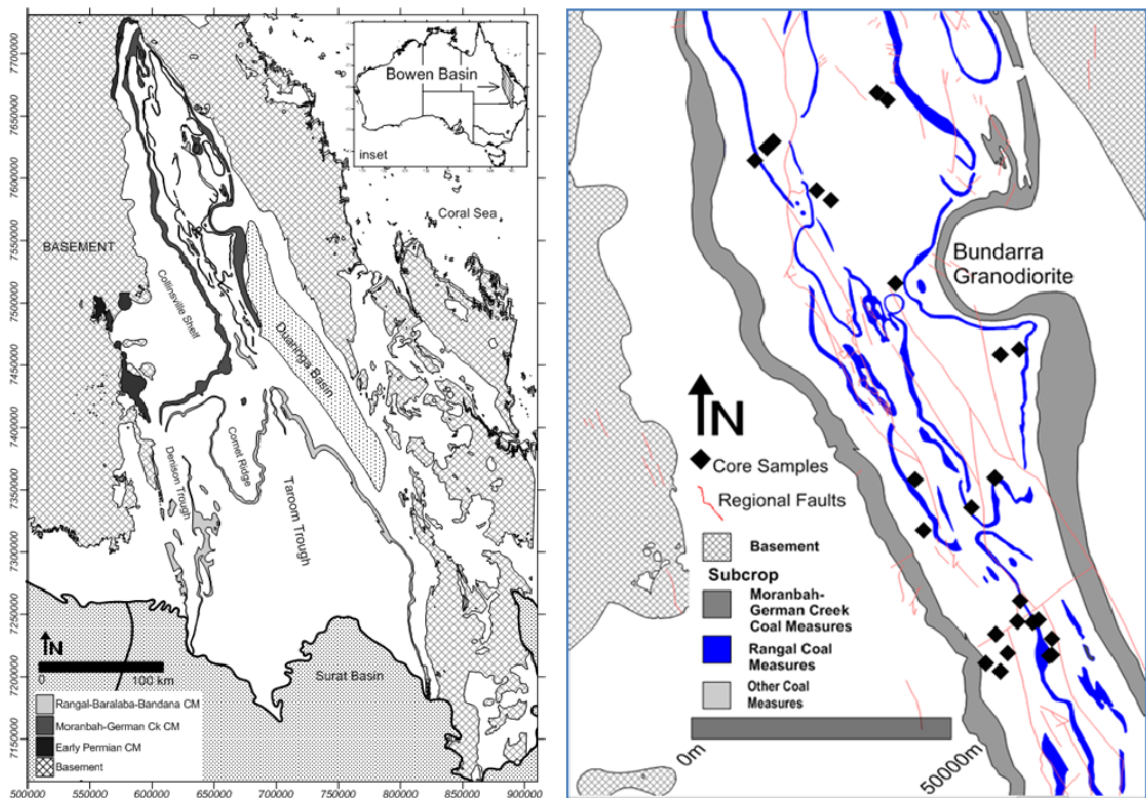 7700000
7650000
7600000
7550000
7500000
7450000
7400000
7350000
7300000
7250000
7200000
7150000
500000
600000
650000
700000
750000
800000
850000
900000
Bowen Basin
inset
Coral Sea
BASEMENT
Collinsville Shelf
Duaringa Basin
Comet Ridge
Denison Trough
Taroom Trough
Surat Basin
N
0
100 km
Rangal-Baralaba-Bandana CM
Moranbah-German Ck CM
Early Perrmian CM
Basement
Bundarra
Granodiorite
N
Core Samples
Regional Faults
Basement
Subcrop
Moranbah-
German Creek
Coal Measures
Rangal Coal
Measures
Other Coal
Measures
0m
50000m